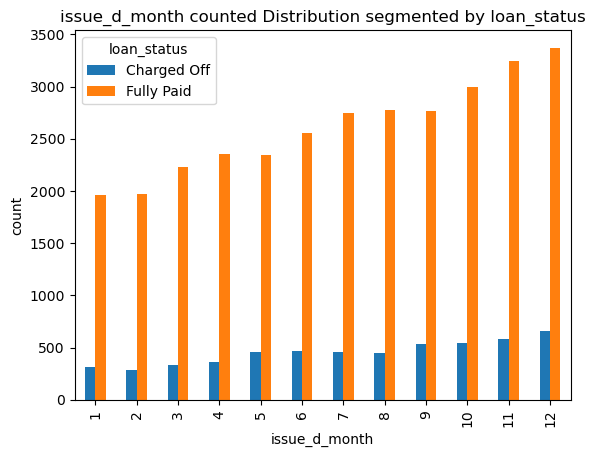 issue_d_month counted Distribution segmented by loan_status
loan_status
Charged Off
Fully Paid
3500
3000
2500
2000
1500
1000
500
0
count
1 2 3 4 5 6 7 8 9 10 11 12
issue_d_month